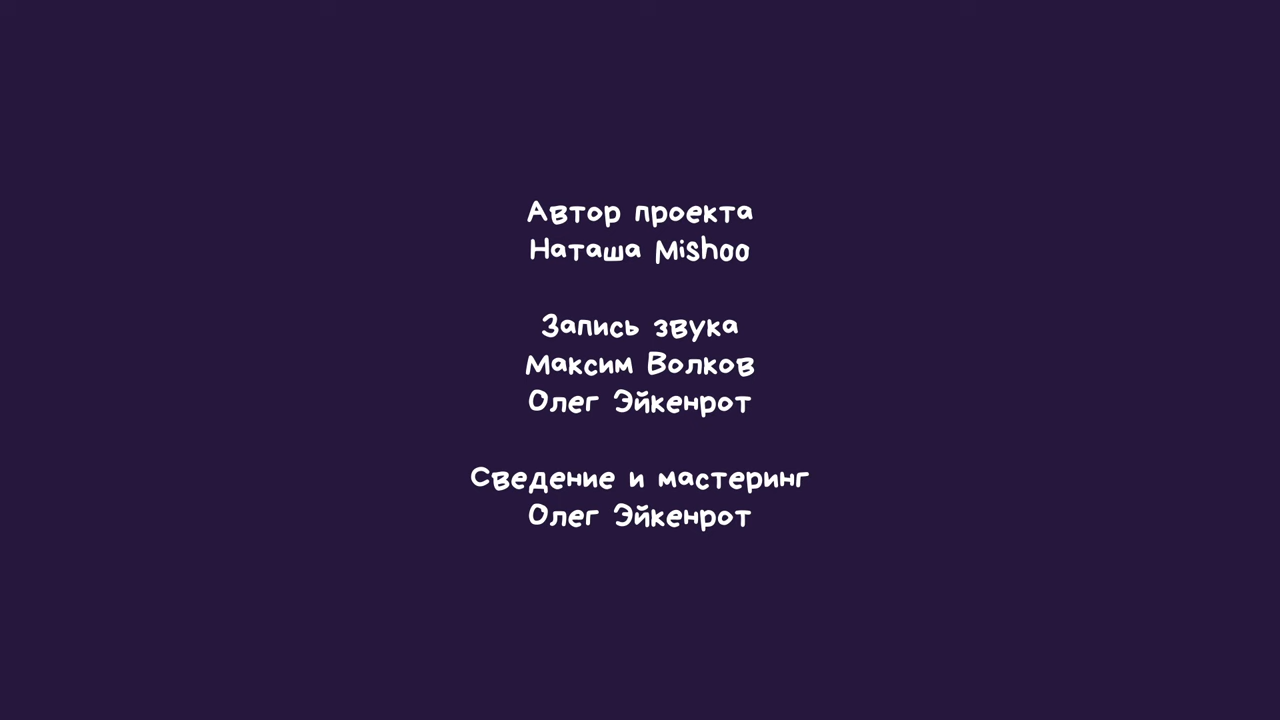 Автор проекта
Наташа Mishoo
Запись звука
Максим Волков
Олег Эйкенрот
Сведение и мастеринг
Олег Эйкенрот